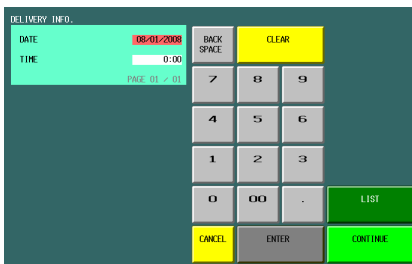 DELIVERY INFO.
DATE 08/01/2008
TIME 0:00
PAGE 01 / 01
BACK SPACE
CLEAR
7 8 9
4 5 6
1 2 3
0 00 .
LIST
CANCEL
ENTER
CONTINUE